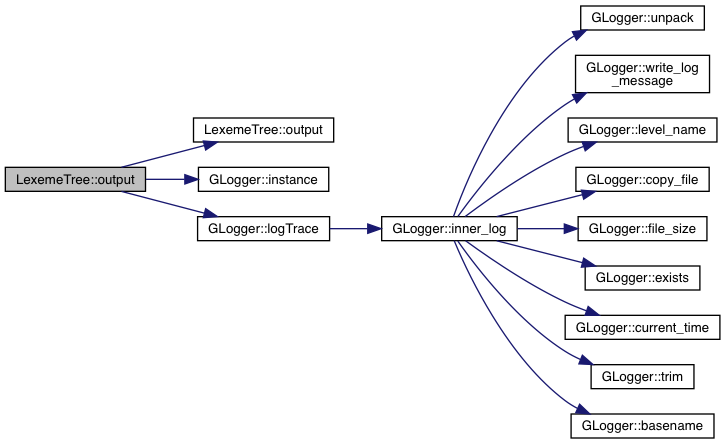 LexemeTree::output
LexemeTree::output
GLogger::instance
GLogger::logTrace
GLogger::inner_log
GLogger::unpack
GLogger::write_log
_message
GLogger::level_name
GLogger::copy_file
GLogger::file_size
GLogger::exists
GLogger::current_time
GLogger::trim
GLogger::basename